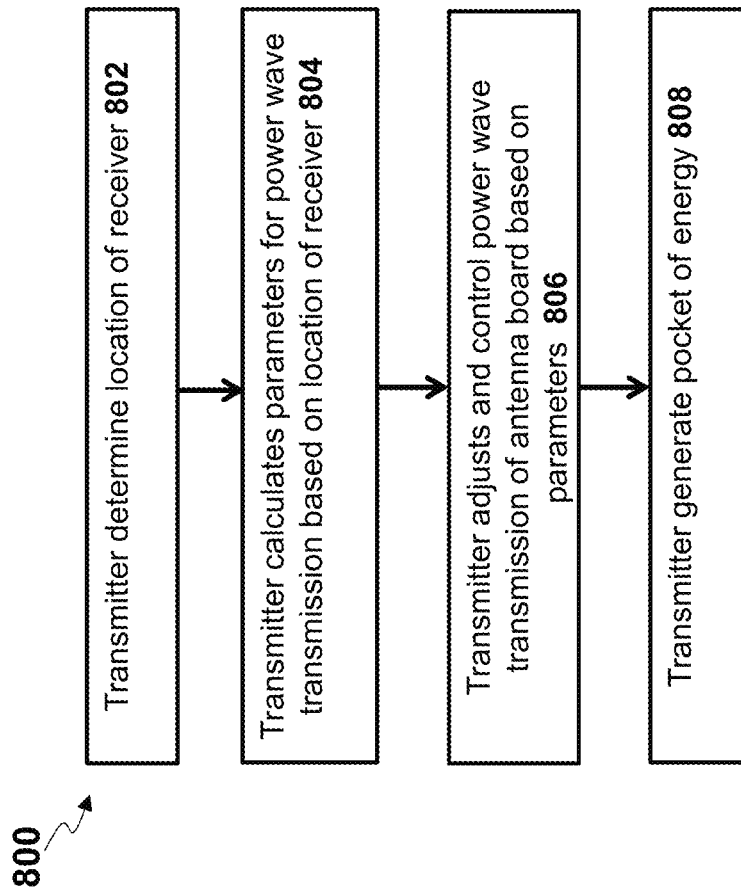 800
Transmitter determine location of receiver 802
Transmitter calculates parameters for power wave
transmission based on location of receiver 804
Transmitter adjusts and control power wave
transmission of antenna board based on
parameters 806
Transmitter generate pocket of energy 808